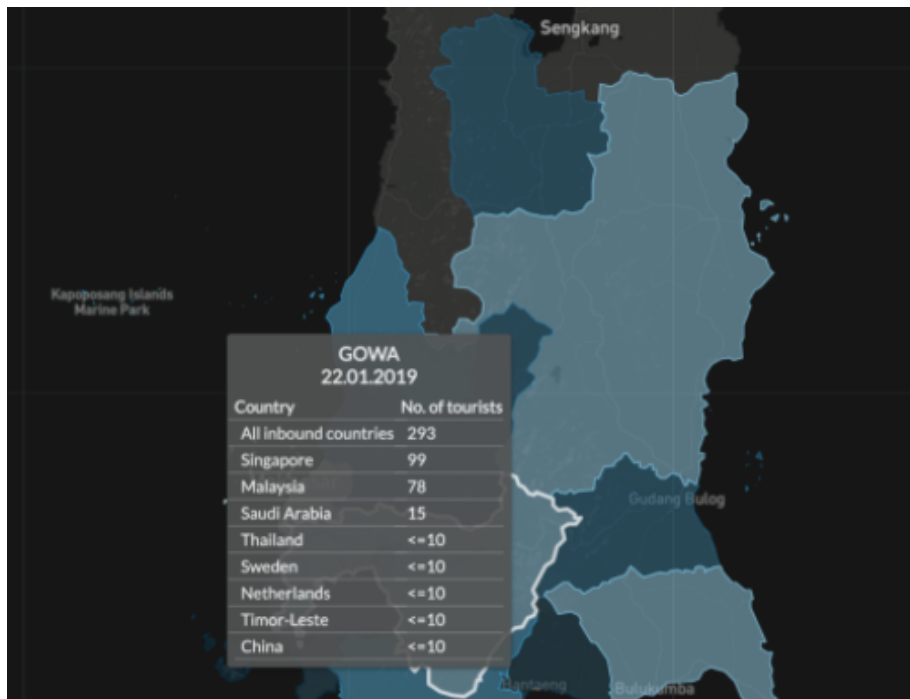 Sengkang
Kapoposang Islands
Marine Park
GOWA
22.01.2019
Country No. of tourists
All inbound countries 293
Singapore 99
Malaysia 78
Saudi Arabia 15
Thailand <=10
Sweden <=10
Netherlands <=10
Timor-Leste <=10
China <=10
Gudang Bulog
Bantaeng
Bulukumba